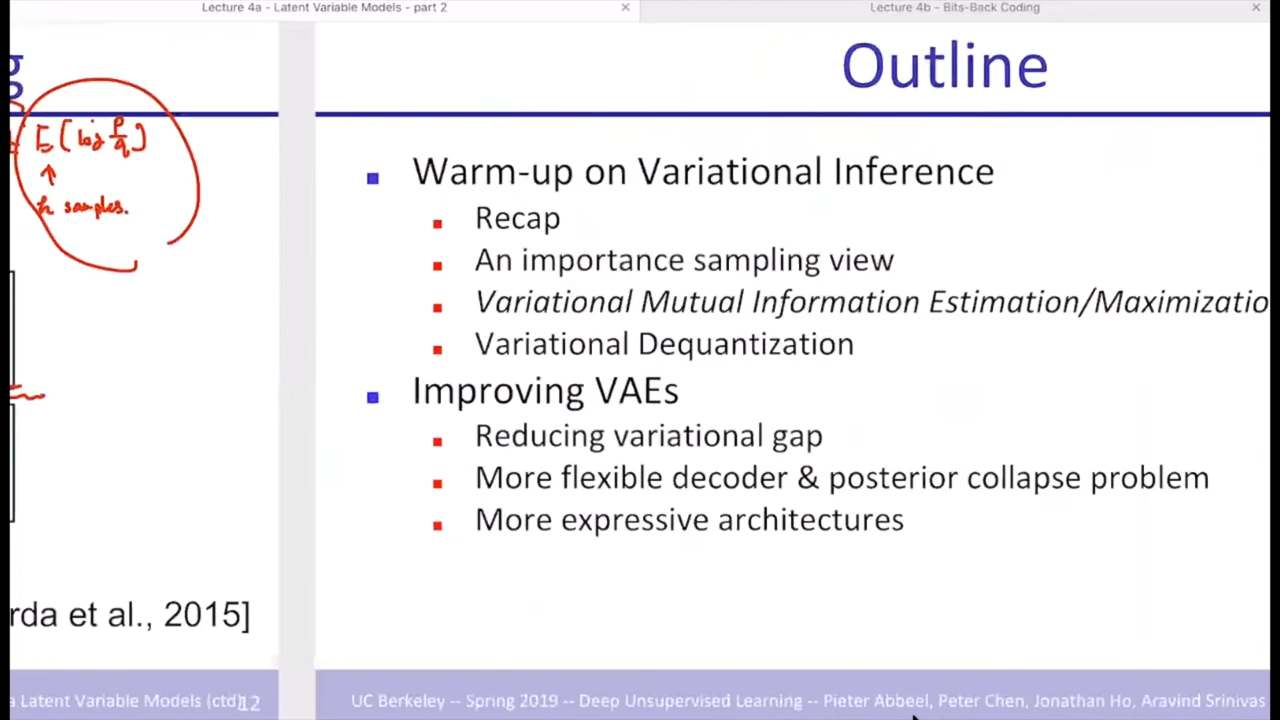 Lecture 4a - Latent Variable Models - part 2
Lecture 4b - Bits-Back Coding
g
E[log p/q]
↑
k samples.
rda et al., 2015]
a Latent Variable Models (ctd)
12
Outline
Warm-up on Variational Inference
Recap
An importance sampling view
Variational Mutual Information Estimation/Maximizatio
Variational Dequantization
Improving VAEs
Reducing variational gap
More flexible decoder & posterior collapse problem
More expressive architectures
UC Berkeley -- Spring 2019 -- Deep Unsupervised Learning -- Pieter Abbeel, Peter Chen, Jonathan Ho, Aravind Srinivas